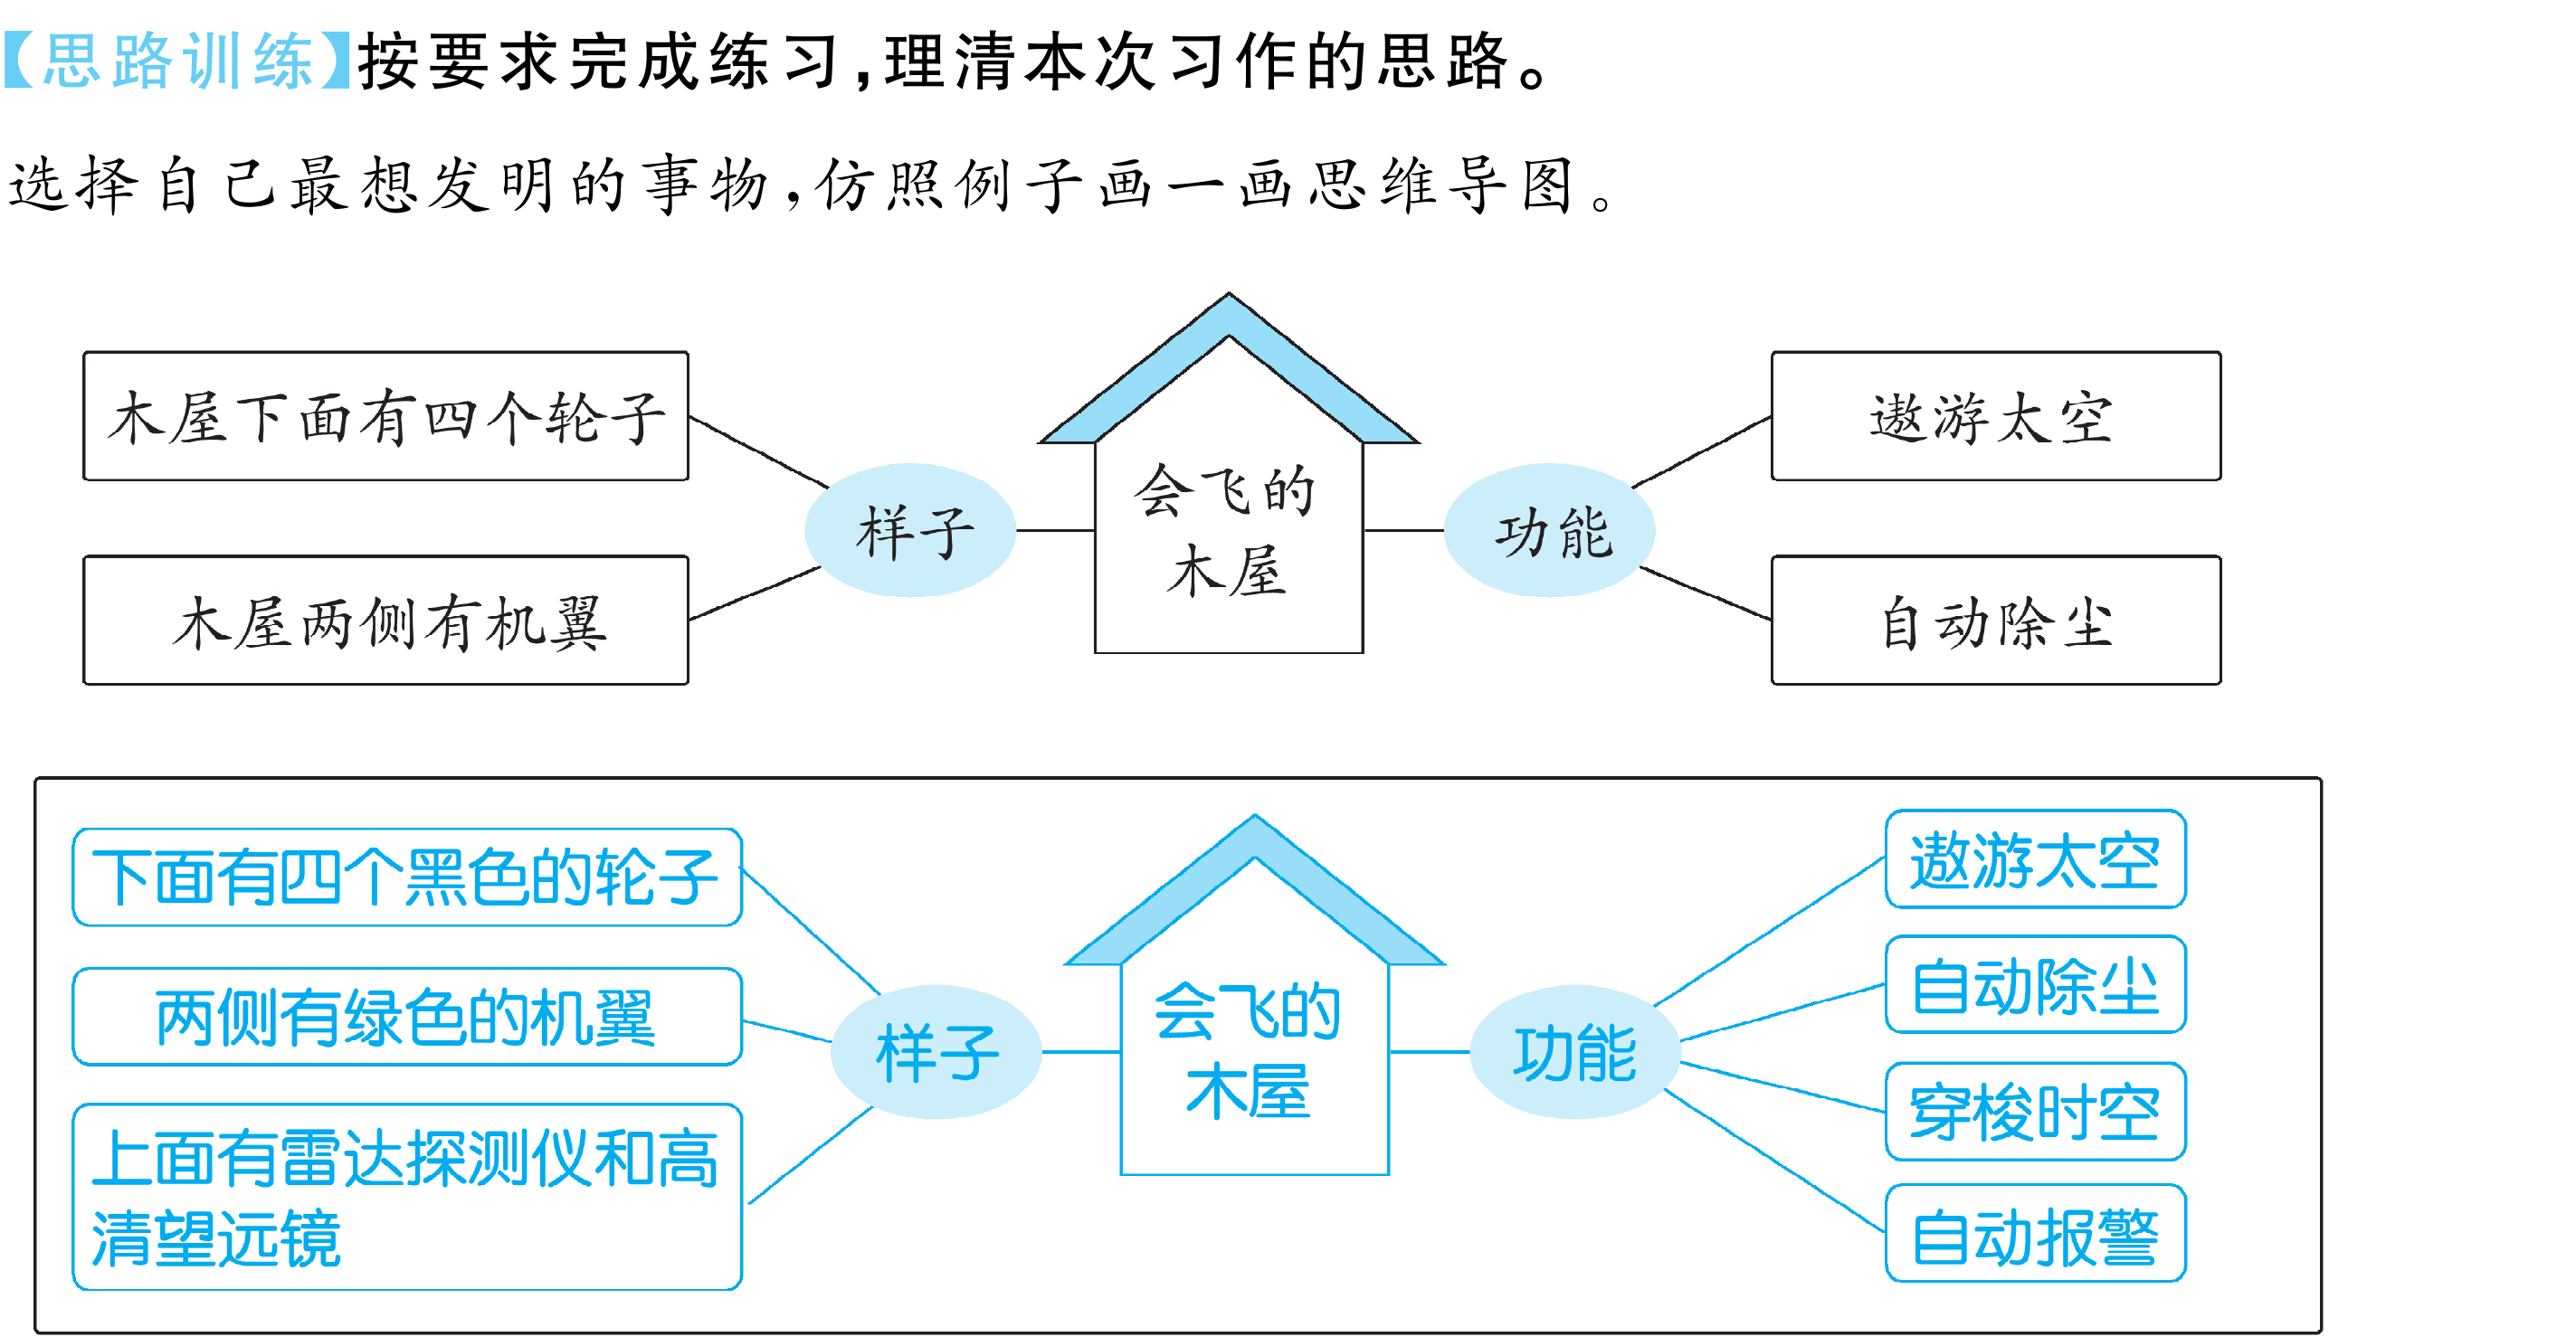 【思路训练】按要求完成练习,理清本次习作的思路。
选择自己最想发明的事物,仿照例子画一画思维导图。
木屋下面有四个轮子
木屋两侧有机翼
样子
会飞的
木屋
功能
遨游太空
自动除尘
下面有四个黑色的轮子
两侧有绿色的机翼
上面有雷达探测仪和高
清望远镜
样子
会飞的
木屋
功能
遨游太空
自动除尘
穿梭时空
自动报警